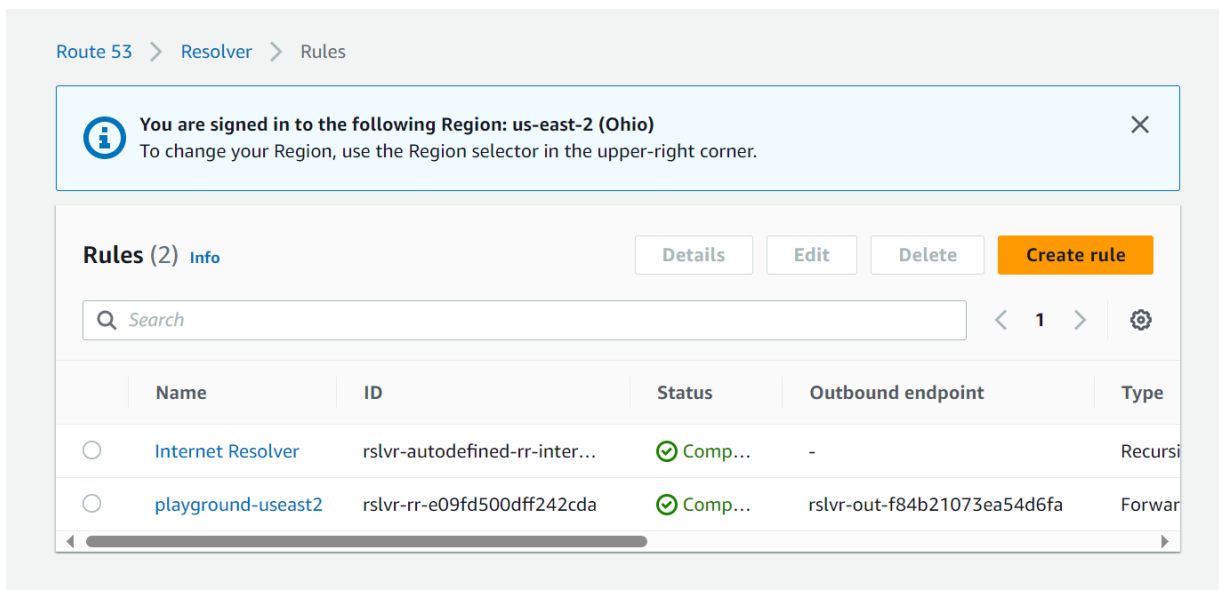 Route 53 > Resolver > Rules
You are signed in to the following Region: us-east-2 (Ohio)
To change your Region, use the Region selector in the upper-right corner.
Rules (2) Info
Details Edit Delete Create rule
Search 1
Name ID Status Outbound endpoint Type
Internet Resolver rslvr-autodefined-rr-inter... Comp... - Recursi
playground-useast2 rslvr-rr-e09fd500dff242cda Comp... rslvr-out-f84b21073ea54d6fa Forwar